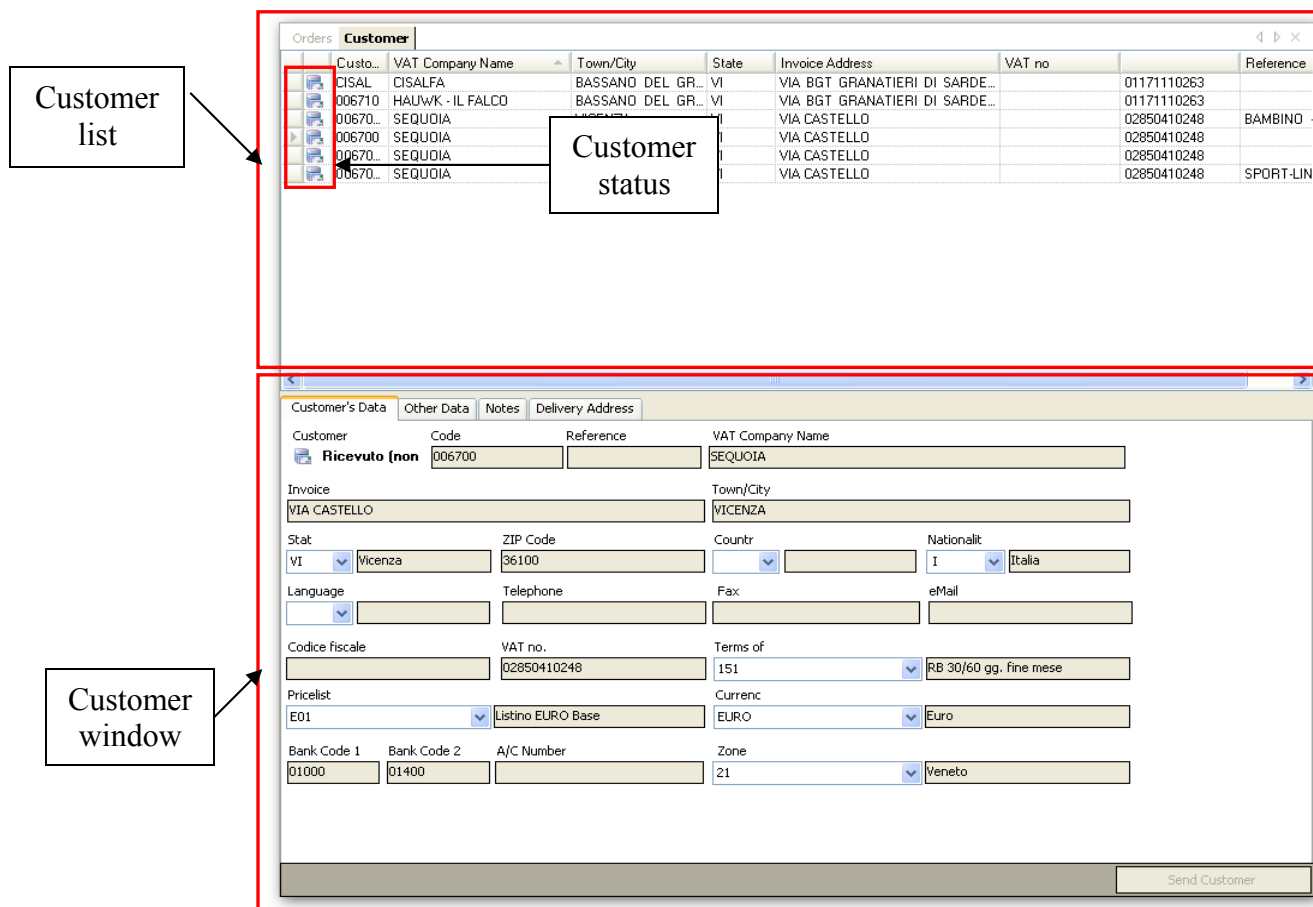 Orders Customer
Custo... VAT Company Name Town/City State Invoice Address VAT no Reference
CISAL CISALFA BASSANO DEL GR... VI VIA BGT GRANATIERI DI SARDE... 01171110263
006710 HAUWK - IL FALCO BASSANO DEL GR... VI VIA BGT GRANATIERI DI SARDE... 01171110263
00670... SEQUOIA VI VIA CASTELLO 02850410248 BAMBINO -
006700 SEQUOIA VIA CASTELLO 02850410248
00670... SEQUOIA VIA CASTELLO 02850410248
00670... SEQUOIA VI VIA CASTELLO 02850410248 SPORT-LIN
Customer
list
Customer
status
Customer's Data Other Data Notes Delivery Address
Customer Code Reference VAT Company Name
Ricevuto (non 006700 SEQUOIA
Invoice Town/City
VIA CASTELLO VICENZA
Stat ZIP Code Countr Nationalit
VI Vicenza 36100 I Italia
Language Telephone Fax eMail
Codice fiscale VAT no. Terms of
02850410248 151 RB 30/60 gg. fine mese
Pricelist Currenc
E01 Listino EURO Base EURO Euro
Bank Code 1 Bank Code 2 A/C Number Zone
01000 01400 21 Veneto
Customer
window
Send Customer